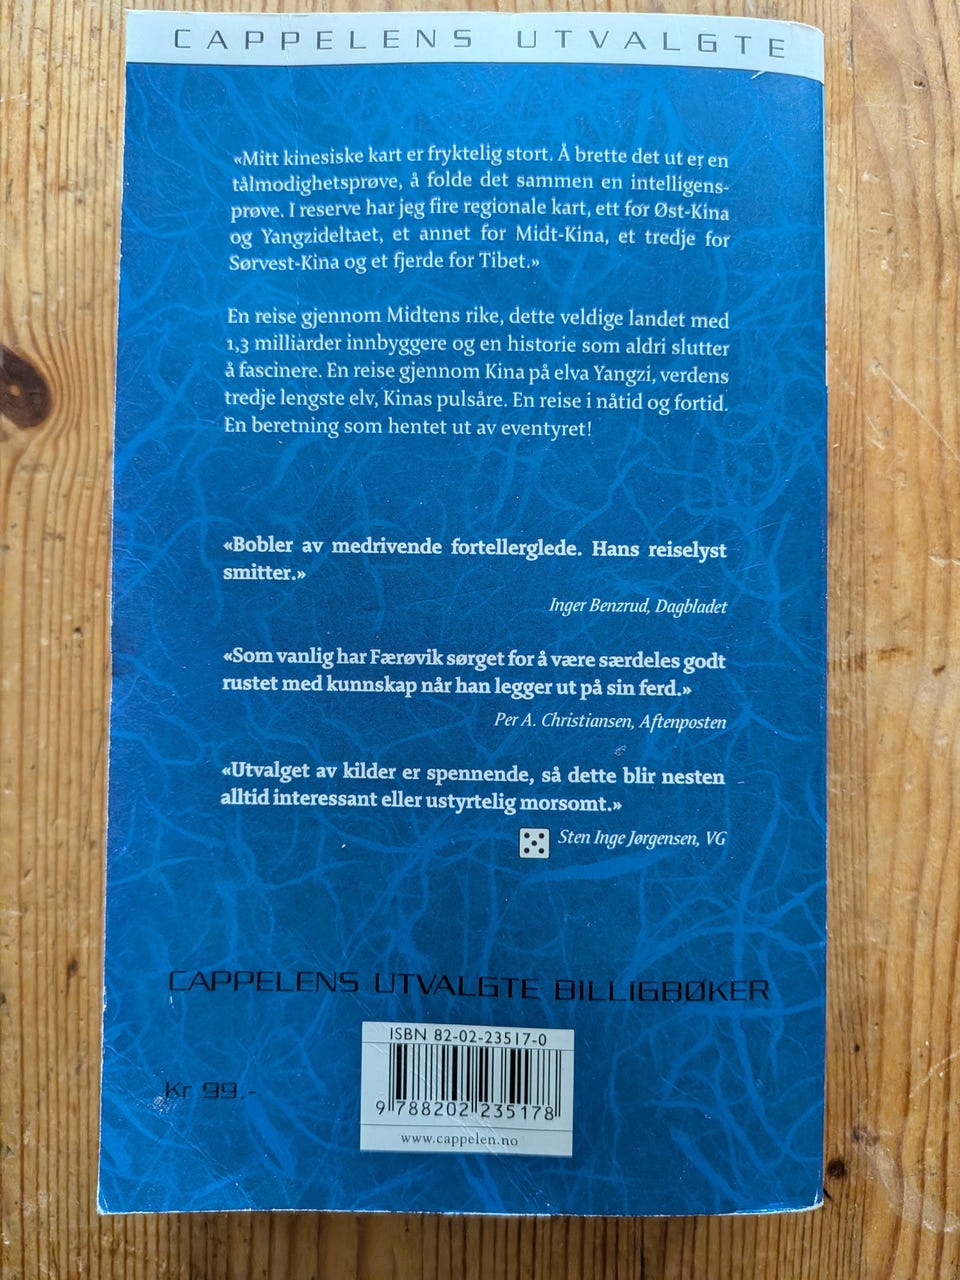 CAPPELENS UTVALGTE
«Mitt kinesiske kart er fryktelig stort. Å brette det ut er en
tålmodighetsprøve, å folde det sammen en intelligens-
prøve. I reserve har jeg fire regionale kart, ett for Øst-Kina
og Yangzideltaet, et annet for Midt-Kina, et tredje for
Sørvest-Kina og et fjerde for Tibet.»
En reise gjennom Midtens rike, dette veldige landet med
1,3 milliarder innbyggere og en historie som aldri slutter
å fascinere. En reise gjennom Kina på elva Yangzi, verdens
tredje lengste elv, Kinas pulsåre. En reise i nåtid og fortid.
En beretning som hentet ut av eventyret!
«Bobler av medrivende fortellerglede. Hans reiselyst
smitter.»
Inger Benzrud, Dagbladet
«Som vanlig har Færøvik sørget for å være særdeles godt
rustet med kunnskap når han legger ut på sin ferd.»
Per A. Christiansen, Aftenposten
«Utvalget av kilder er spennende, så dette blir nesten
alltid interessant eller ustyrtelig morsomt.»
Sten Inge Jørgensen, VG
CAPPELENS UTVALGTE BILLIGBØKER
ISBN 82-02-23517-0
Kr 99,-
9 788202 235178
www.cappelen.no